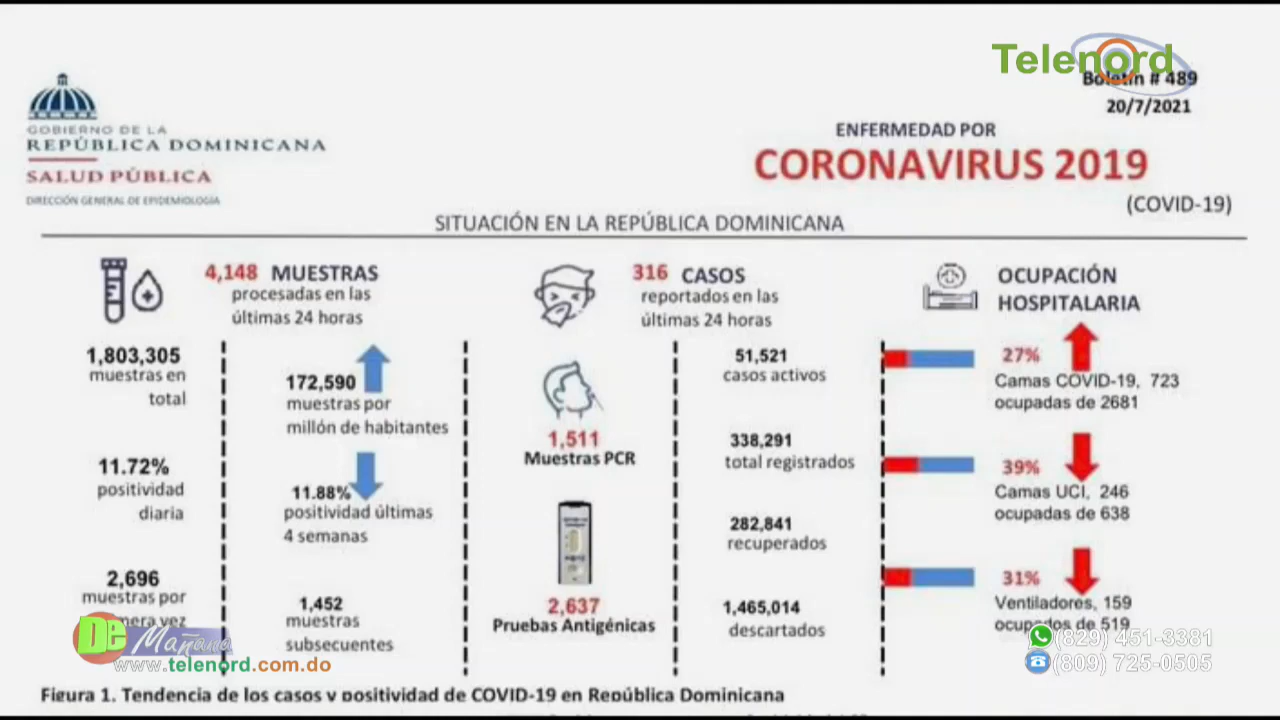 Telenord
Boletín # 489
20/7/2021
GOBIERNO DE LA
REPÚBLICA DOMINICANA
SALUD PÚBLICA
DIRECCIÓN GENERAL DE EPIDEMIOLOGÍA
ENFERMEDAD POR
CORONAVIRUS 2019
(COVID-19)
SITUACIÓN EN LA REPÚBLICA DOMINICANA
4,148 MUESTRAS
procesadas en las
últimas 24 horas
1,803,305
muestras en
total
11.72%
positividad
diaria
2,696
muestras por
vez
172,590
muestras por
millón de habitantes
11.88%
positividad últimas
4 semanas
1,452
muestras
subsecuentes
316 CASOS
reportados en las
últimas 24 horas
1,511
Muestras PCR
2,637
Pruebas Antigénicas
51,521
casos activos
338,291
total registrados
282,841
recuperados
1,465,014
descartados
OCUPACIÓN
HOSPITALARIA
27%
Camas COVID-19, 723
ocupadas de 2681
39%
Camas UCI, 246
ocupadas de 638
31%
Ventiladores, 159
ocupados de 519
De Mañana
www.telenord.com.do
(829) 451-3381
(809) 725-0505
Figura 1. Tendencia de los casos y positividad de COVID-19 en República Dominicana